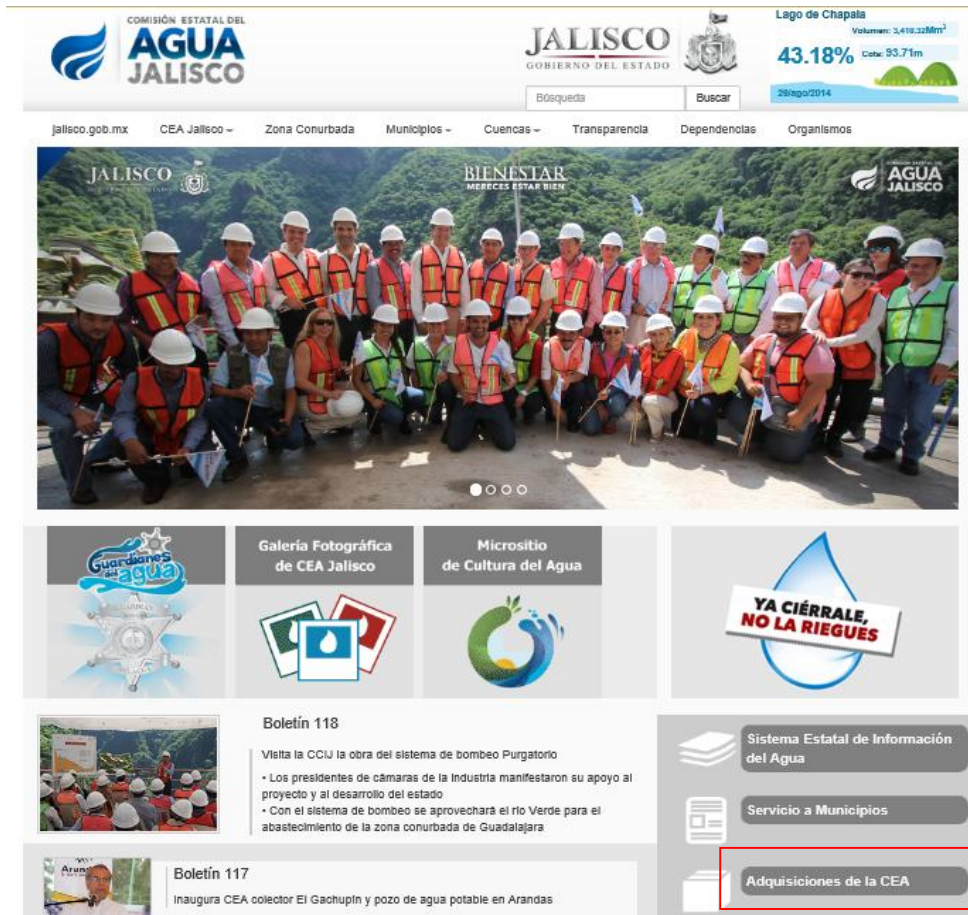 COMISIÓN ESTATAL DEL
AGUA
JALISCO
JALISCO
GOBIERNO DEL ESTADO
Búsqueda
Buscar
Lago de Chapala
Volumen: 3,410.32Mm3
43.18%
Cota: 93.71m
28/ago/2014
jalisco.gob.mx CEA Jalisco Zona Conurbada Municipios Cuencas Transparencia Dependencias Organismos
JALISCO
BIENESTAR
MERECES ESTAR BIEN
COMISIÓN ESTATAL DEL
AGUA
JALISCO
Guardianes
del agua
Galería Fotográfica
de CEA Jalisco
Micrositio
de Cultura del Agua
YA CIÉRRALE,
NO LA RIEGUES
Boletín 118
Visita la CCIJ la obra del sistema de bombeo Purgatorio
• Los presidentes de cámaras de la industria manifestaron su apoyo al
proyecto y al desarrollo del estado
• Con el sistema de bombeo se aprovechará el río Verde para el
abastecimiento de la zona conurbada de Guadalajara
Sistema Estatal de Información
del Agua
Servicio a Municipios
Adquisiciones de la CEA
Boletín 117
Inaugura CEA colector El Gachupín y pozo de agua potable en Arandas